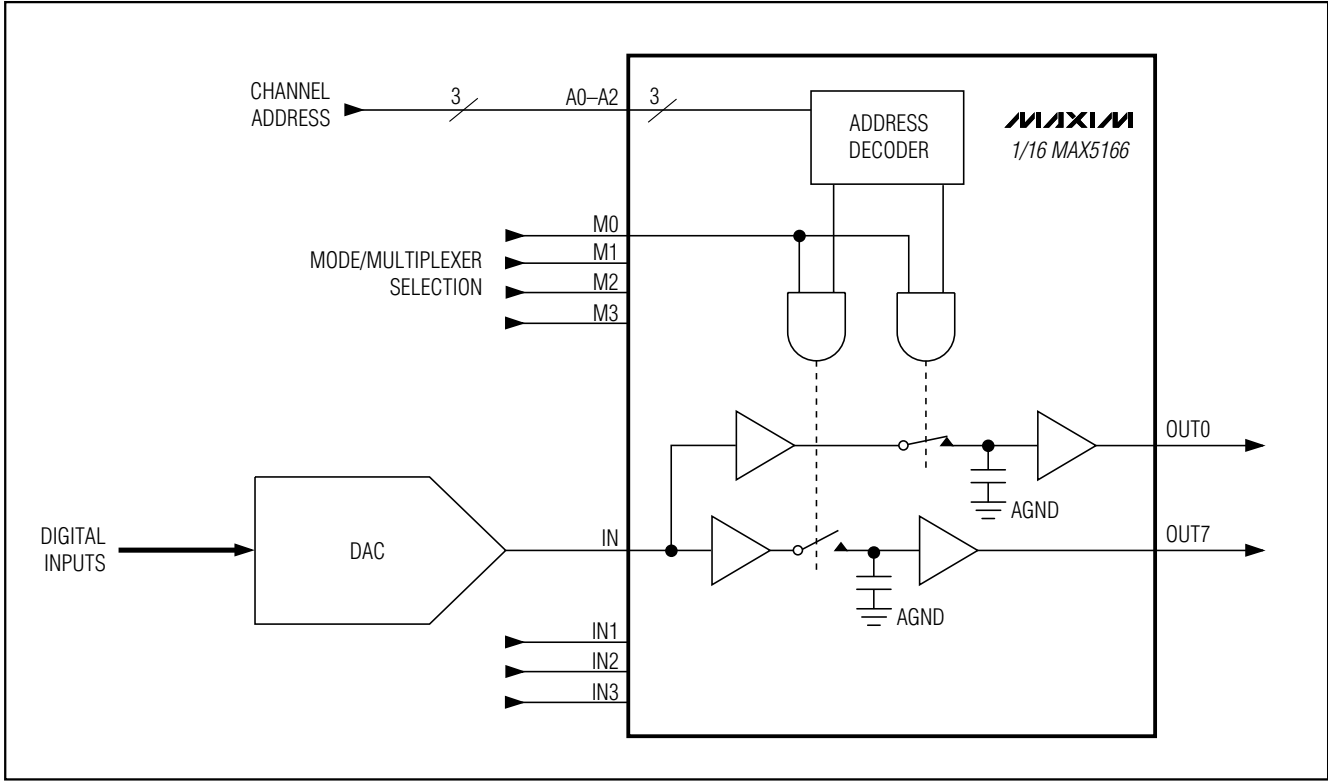 CHANNEL
ADDRESS
3
A0–A2
3
ADDRESS
DECODER
MAXIM
1/16 MAX5166
MODE/MULTIPLEXER
SELECTION
M0
M1
M2
M3
OUT0
AGND
DIGITAL
INPUTS
DAC
IN
OUT7
AGND
IN1
IN2
IN3